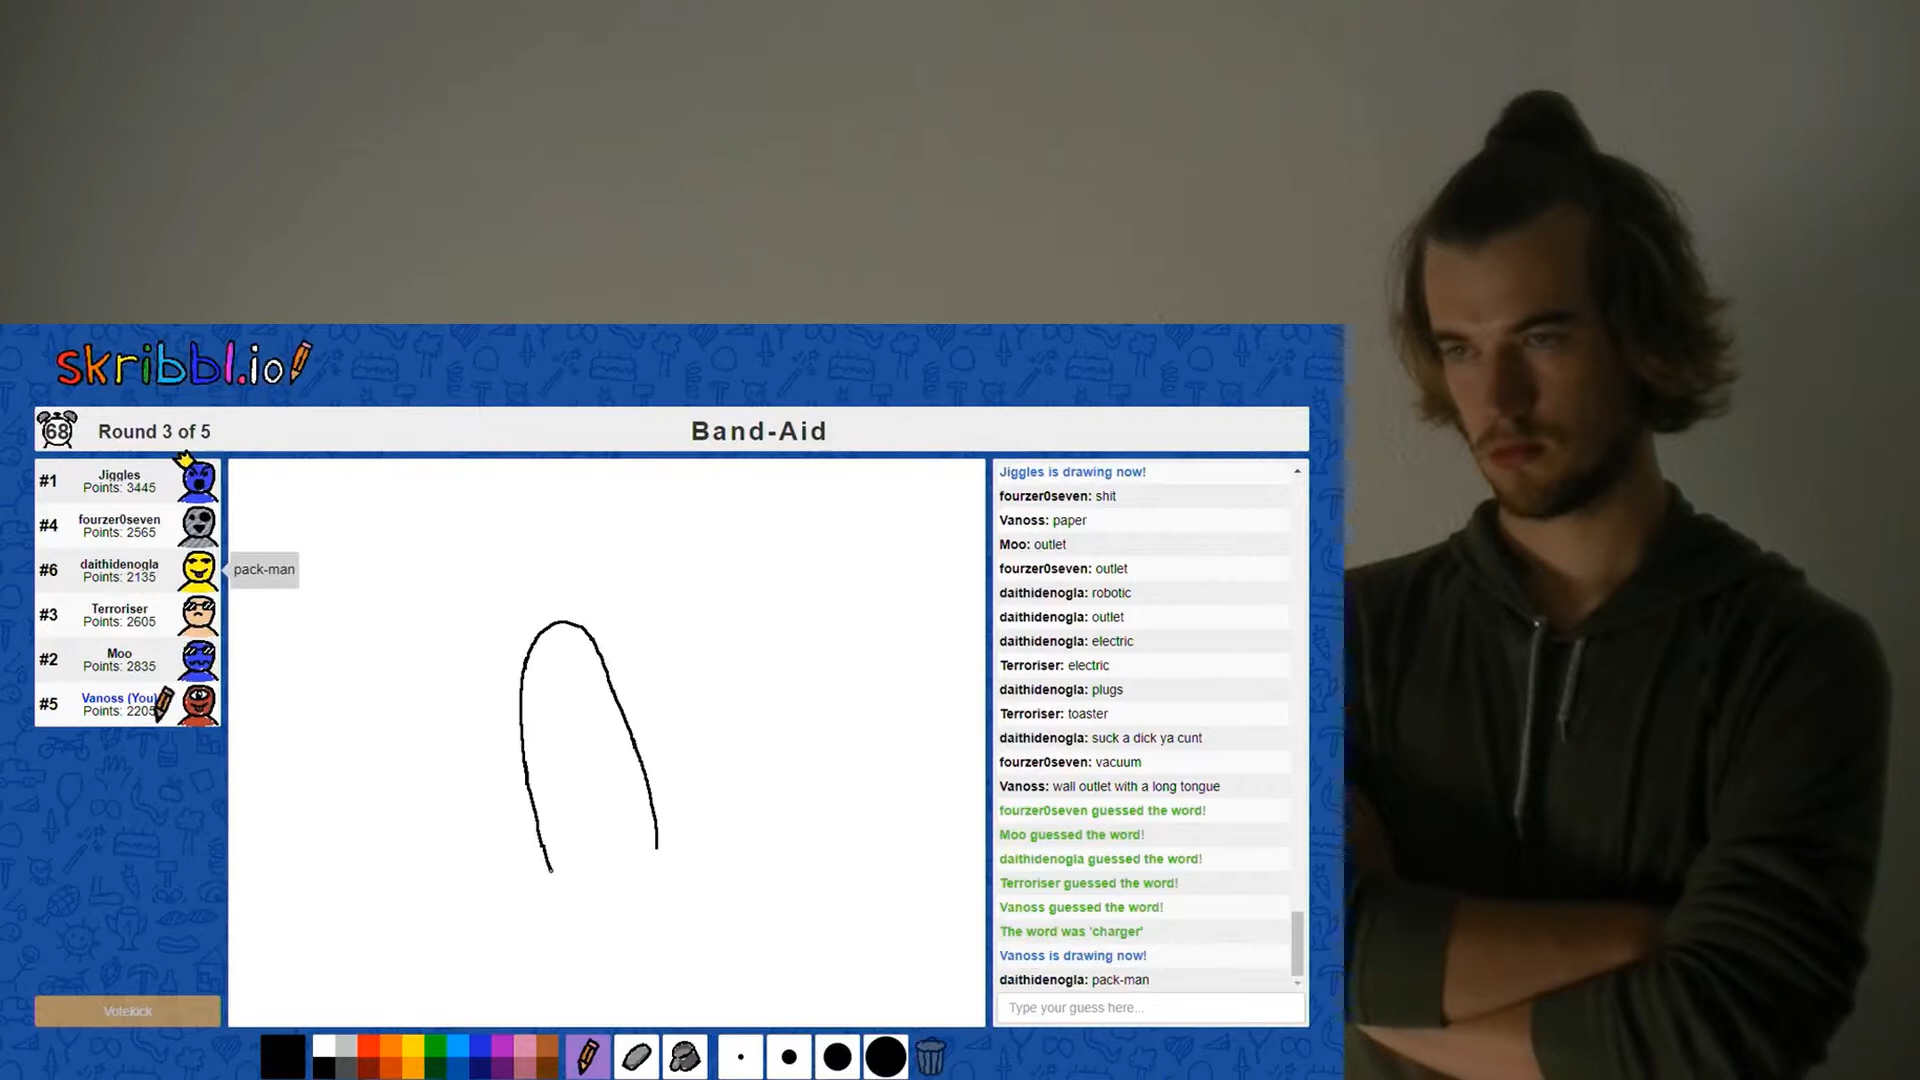 skribbl.io
68
Round 3 of 5
Band-Aid
#1
Jiggles
Points: 3445
#4
fourzer0seven
Points: 2565
#6
daithidenogla
Points: 2135
pack-man
#3
Terroriser
Points: 2605
#2
Moo
Points: 2835
#5
Vanoss (You)
Points: 2205
Votekick
Jiggles is drawing now!
fourzer0seven: shit
Vanoss: paper
Moo: outlet
fourzer0seven: outlet
daithidenogla: robotic
daithidenogla: outlet
daithidenogla: electric
Terroriser: electric
daithidenogla: plugs
Terroriser: toaster
daithidenogla: suck a dick ya cunt
fourzer0seven: vacuum
Vanoss: wall outlet with a long tongue
fourzer0seven guessed the word!
Moo guessed the word!
daithidenogla guessed the word!
Terroriser guessed the word!
Vanoss guessed the word!
The word was 'charger'
Vanoss is drawing now!
daithidenogla: pack-man
Type your guess here...